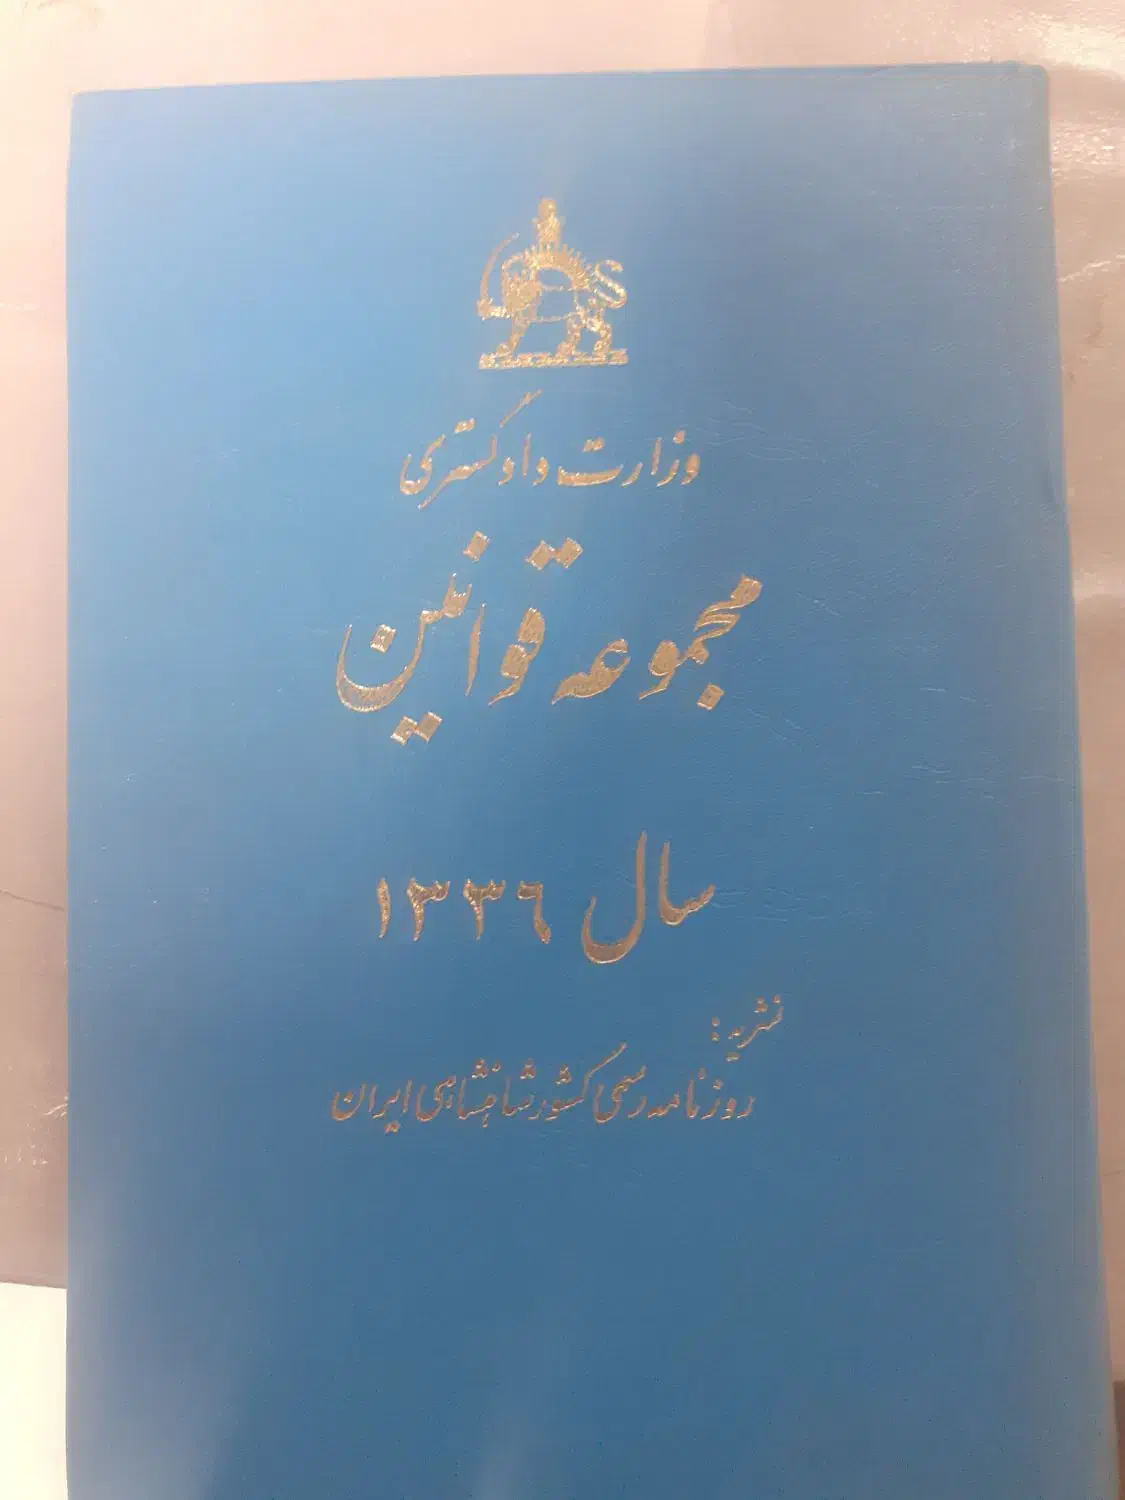 وزارت دادگستری
مجموعه قوانین
سال ۱۳۳۶
نشریه:
روزنامه رسمی کشور شاهنشاهی ایران